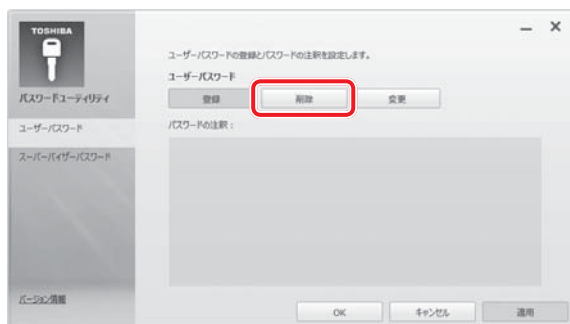 TOSHIBA
パスワードユーティリティ
ユーザーパスワード
スーパーバイザーパスワード
バージョン情報
ユーザーパスワードの登録とパスワードの注釈を設定します。
ユーザーパスワード
登録 削除 変更
パスワードの注釈：
OK キャンセル 適用